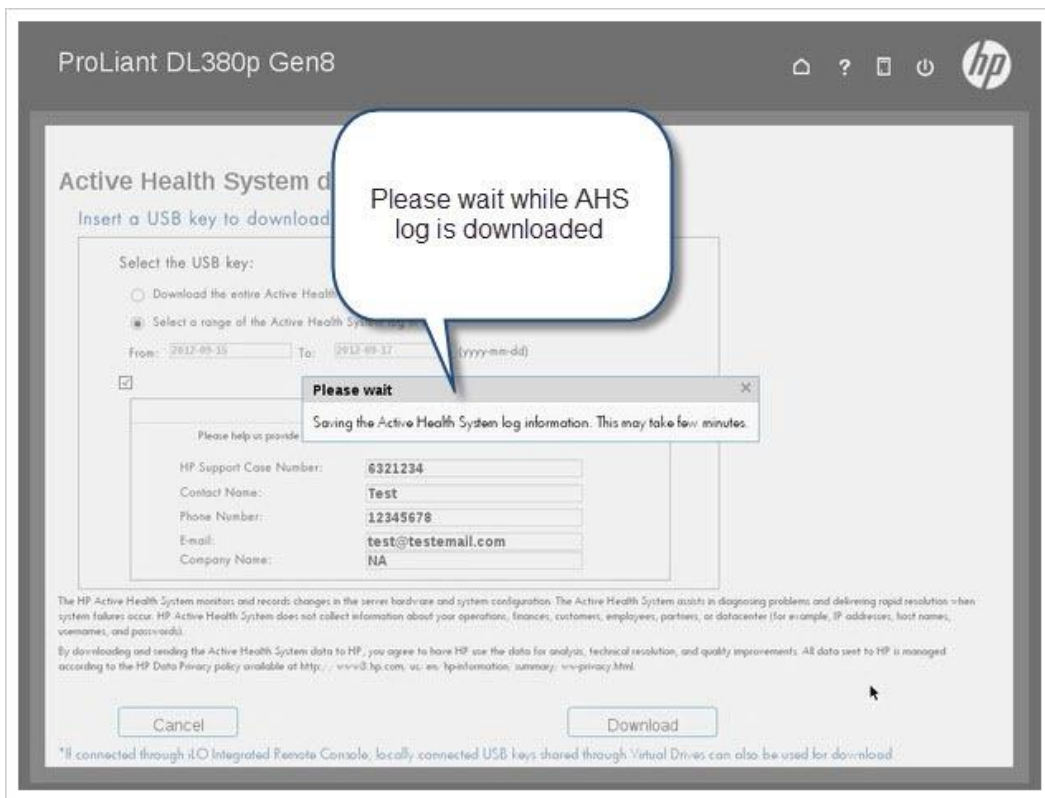 ProLiant DL380p Gen8
?
hp
Active Health System d
Insert a USB key to download
Please wait while AHS
log is downloaded
Select the USB key:
Download the entire Active Healt
Select a range of the Active Health System log
From: 2012-09-15 To: 2012-09-17 (yyyy-mm-dd)
Please wait
Saving the Active Health System log information. This may take few minutes.
Please help us provide
HP Support Case Number: 6321234
Contact Name: Test
Phone Number: 12345678
E-mail: test@testemail.com
Company Name: NA
The HP Active Health System monitors and records changes in the server hardware and system configuration. The Active Health System assists in diagnosing problems and delivering rapid resolution when
system failures occur. HP Active Health System does not collect information about your operations, finances, customers, employees, partners, or datacenter (for example, IP addresses, host names,
usernames, and passwords).
By downloading and sending the Active Health System data to HP, you agree to have HP use the data for analysis, technical resolution, and quality improvements. All data sent to HP is managed
according to the HP Data Privacy policy available at
Cancel
Download
*If connected through iLO Integrated Remote Console, locally connected USB keys shared through Virtual Drives can also be used for download.